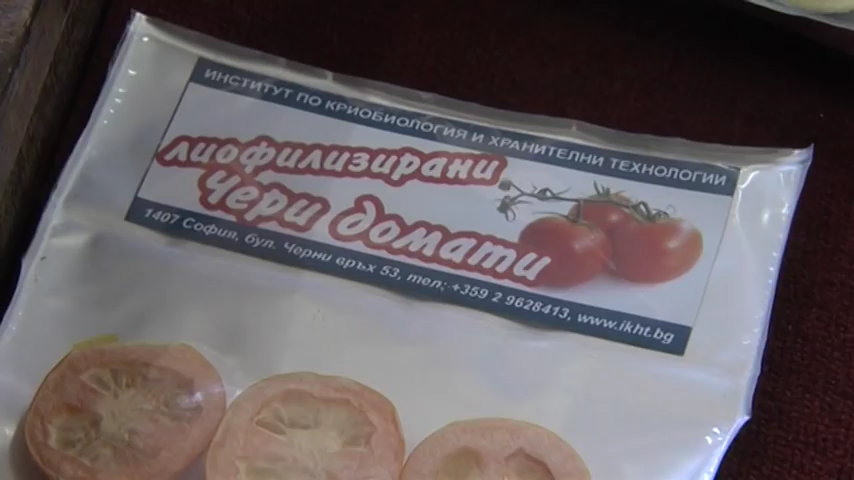 ИНСТИТУТ ПО КРИОБИОЛОГИЯ И ХРАНИТЕЛНИ ТЕХНОЛОГИИ
лиофилизирани
Чери домати
1407 София, бул. Черни връх 53, тел: +359 2 9628413, www.ikht.bg